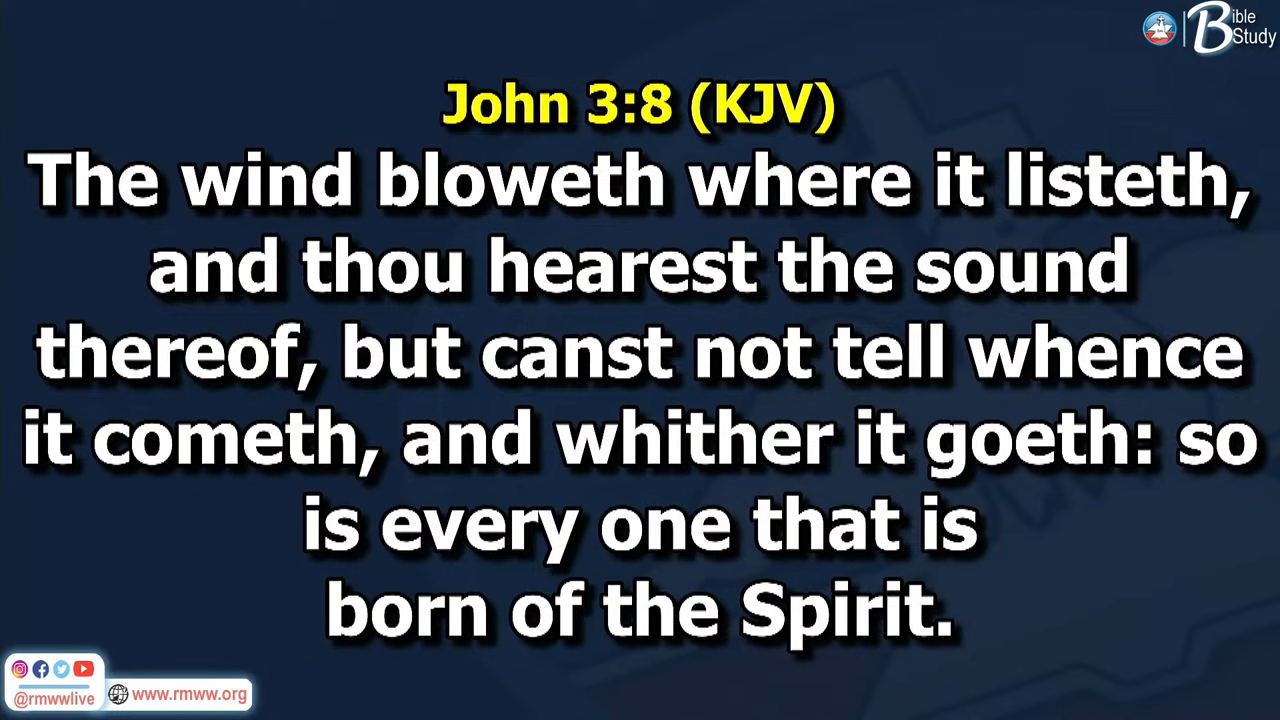 Bible
Study
John 3:8 (KJV)
The wind bloweth where it listeth,
and thou hearest the sound
thereof, but canst not tell whence
it cometh, and whither it goeth: so
is every one that is
born of the Spirit.
@rmwwlive
www.rmww.org